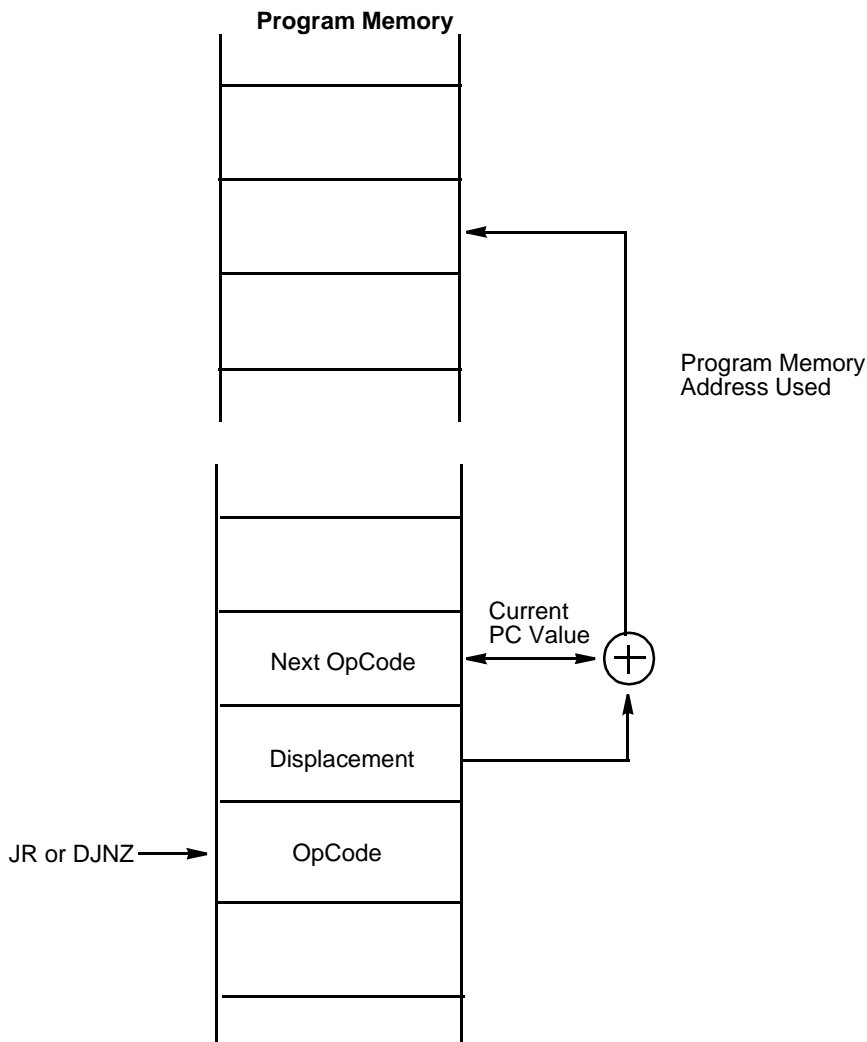 Program Memory
Program Memory
Address Used
Current
PC Value
Next OpCode
Displacement
JR or DJNZ
OpCode